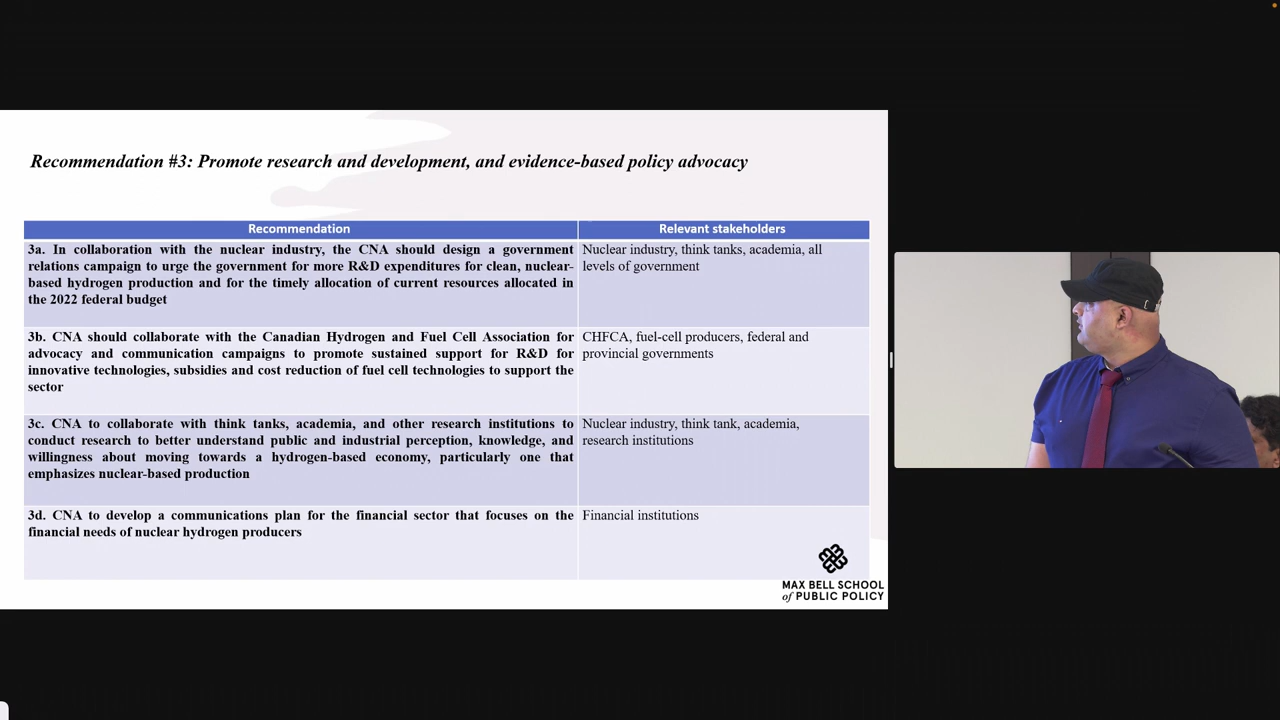 Recommendation #3: Promote research and development, and evidence-based policy advocacy
Recommendation
Relevant stakeholders
3a. In collaboration with the nuclear industry, the CNA should design a government
relations campaign to urge the government for more R&D expenditures for clean, nuclear-
based hydrogen production and for the timely allocation of current resources allocated in
the 2022 federal budget
Nuclear industry, think tanks, academia, all
levels of government
3b. CNA should collaborate with the Canadian Hydrogen and Fuel Cell Association for
advocacy and communication campaigns to promote sustained support for R&D for
innovative technologies, subsidies and cost reduction of fuel cell technologies to support the
sector
CHFCA, fuel-cell producers, federal and
provincial governments
3c. CNA to collaborate with think tanks, academia, and other research institutions to
conduct research to better understand public and industrial perception, knowledge, and
willingness about moving towards a hydrogen-based economy, particularly one that
emphasizes nuclear-based production
Nuclear industry, think tank, academia,
research institutions
3d. CNA to develop a communications plan for the financial sector that focuses on the
financial needs of nuclear hydrogen producers
Financial institutions
MAX BELL SCHOOL
of PUBLIC POLICY